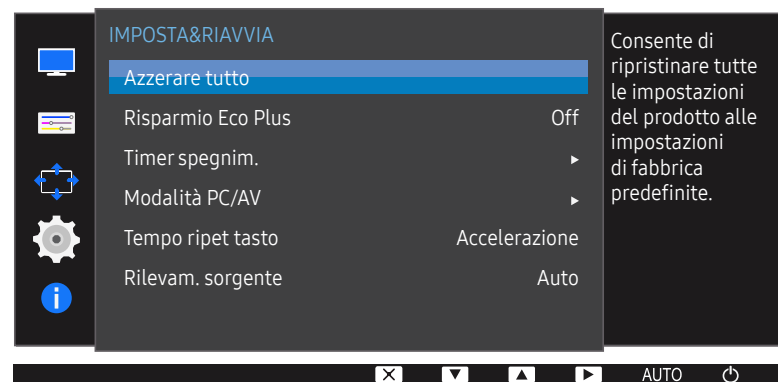 IMPOSTA&RIAVVIA
Azzerare tutto
Risparmio Eco Plus Off
Timer spegnim.
Modalità PC/AV
Tempo ripet tasto Accelerazione
Rilevam. sorgente Auto
Consente di
ripristinare tutte
le impostazioni
del prodotto alle
impostazioni
di fabbrica
predefinite.
AUTO